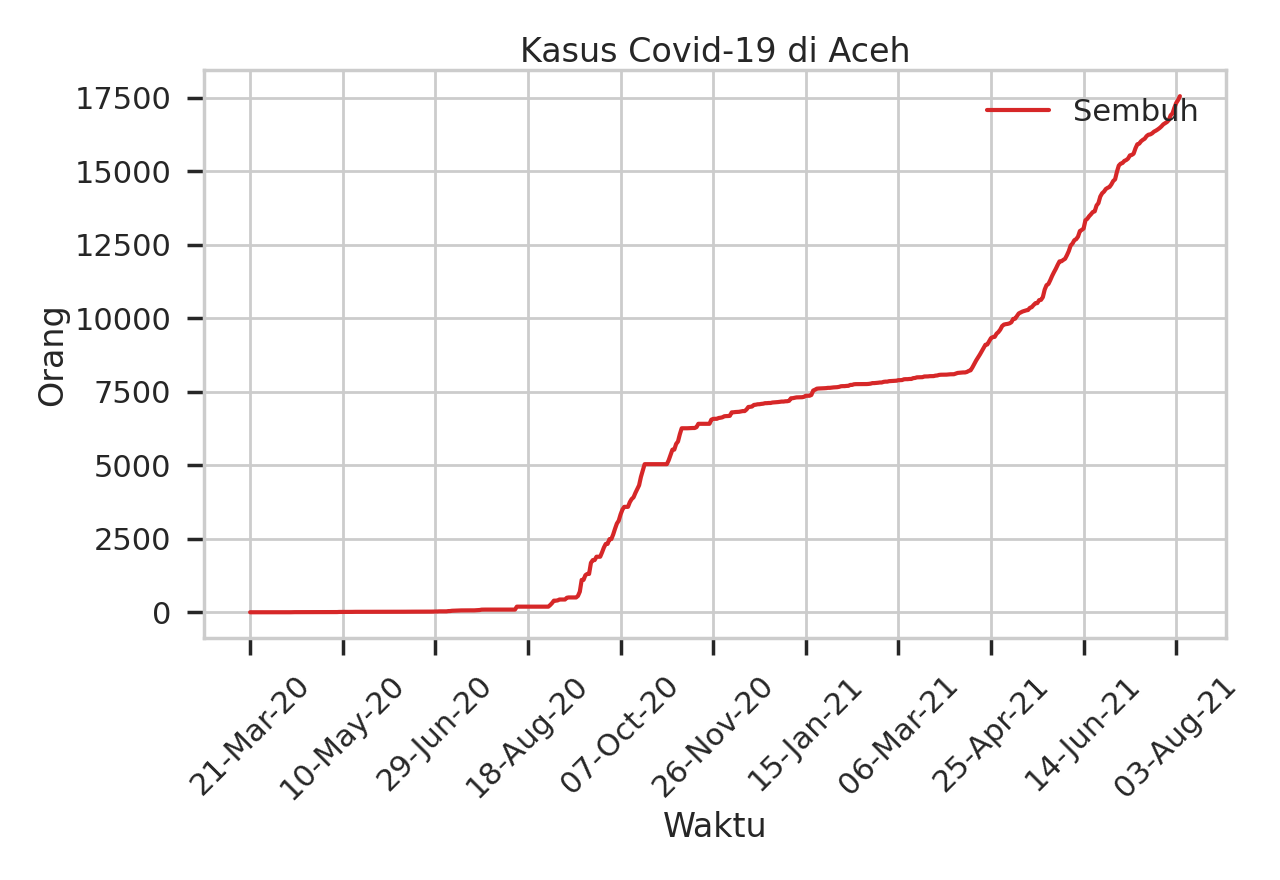 Kasus Covid-19 di Aceh
Sembuh
17500
15000
12500
10000
7500
5000
2500
0
Orang
21-Mar-20
10-May-20
29-Jun-20
18-Aug-20
07-Oct-20
26-Nov-20
15-Jan-21
06-Mar-21
25-Apr-21
14-Jun-21
03-Aug-21
Waktu